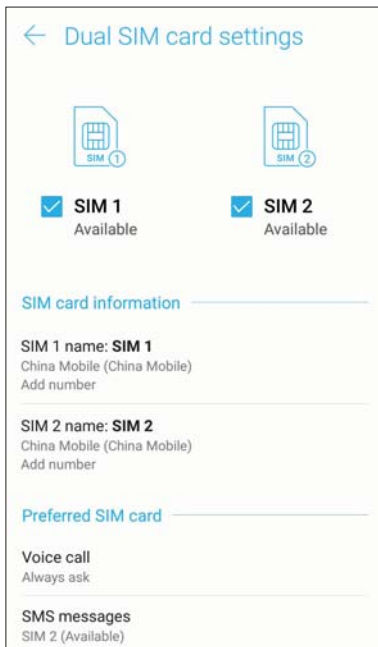 Dual SIM card settings
SIM 1
SIM 2
SIM 1
SIM 2
Available
Available
SIM card information
SIM 1 name: SIM 1
China Mobile (China Mobile)
Add number
SIM 2 name: SIM 2
China Mobile (China Mobile)
Add number
Preferred SIM card
Voice call
Always ask
SMS messages
SIM 2 (Available)